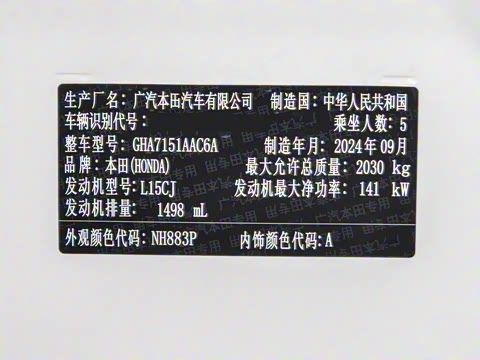 生产厂名：广汽本田汽车有限公司 制造国：中华人民共和国
车辆识别代号： 乘坐人数：5
整车型号：GHA7151AAC6A 制造年月：2024年09月
品牌：本田(HONDA) 最大允许总质量：2030 kg
发动机型号：L15CJ 发动机最大净功率：141 kW
发动机排量： 1498 mL
外观颜色代码：NH883P 内饰颜色代码：A